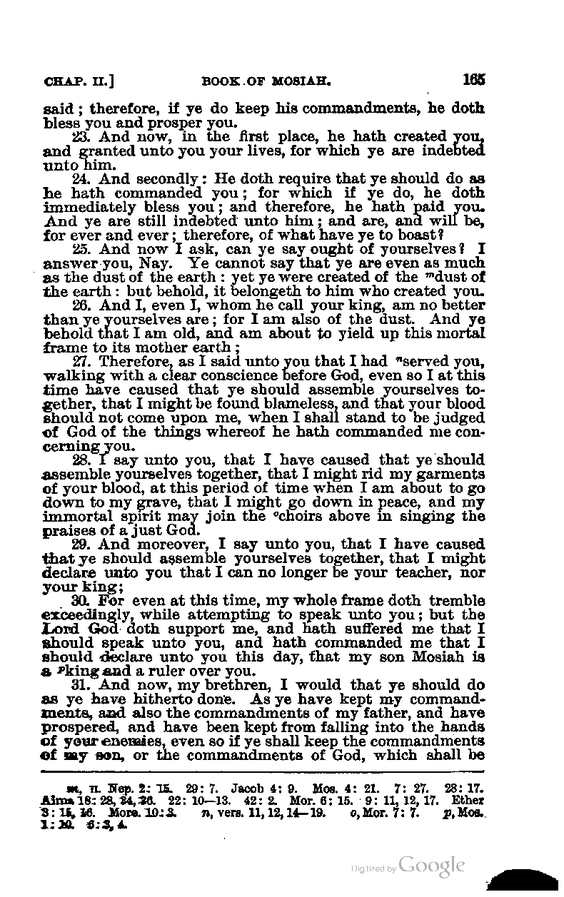 CHAP. II.] BOOK OF MOSIAH. 165
said ; therefore, if ye do keep his commandments, he doth
bless you and prosper you.
23. And now, in the first place, he hath created you,
and granted unto you your lives, for which ye are indebted
unto him.
24. And secondly : He doth require that ye should do as
he hath commanded you ; for which if ye do, he doth
immediately bless you ; and therefore, he hath paid you.
And ye are still indebted unto him ; and are, and will be,
for ever and ever ; therefore, of what have ye to boast?
25. And now I ask, can ye say ought of yourselves? I
answer you, Nay. Ye cannot say that ye are even as much
as the dust of the earth : yet ye were created of the ᵐdust of
the earth : but behold, it belongeth to him who created you.
26. And I, even I, whom he call your king, am no better
than ye yourselves are ; for I am also of the dust. And ye
behold that I am old, and am about to yield up this mortal
frame to its mother earth ;
27. Therefore, as I said unto you that I had ⁿserved you,
walking with a clear conscience before God, even so I at this
time have caused that ye should assemble yourselves to-
gether, that I might be found blameless, and that your blood
should not come upon me, when I shall stand to be judged
of God of the things whereof he hath commanded me con-
cerning you.
28. I say unto you, that I have caused that ye should
assemble yourselves together, that I might rid my garments
of your blood, at this period of time when I am about to go
down to my grave, that I might go down in peace, and my
immortal spirit may join the ᵒchoirs above in singing the
praises of a just God.
29. And moreover, I say unto you, that I have caused
that ye should assemble yourselves together, that I might
declare unto you that I can no longer be your teacher, nor
your king;
30. For even at this time, my whole frame doth tremble
exceedingly, while attempting to speak unto you ; but the
Lord God doth support me, and hath suffered me that I
should speak unto you, and hath commanded me that I
should declare unto you this day, that my son Mosiah is
a ᵖking and a ruler over you.
31. And now, my brethren, I would that ye should do
as ye have hitherto done. As ye have kept my command-
ments, and also the commandments of my father, and have
prospered, and have been kept from falling into the hands
of your enemies, even so if ye shall keep the commandments
of my son, or the commandments of God, which shall be
m, II. Nep. 2: 15. 29: 7. Jacob 4: 9. Mos. 4: 21. 7: 27. 28: 17.
Alma 18: 28, 34, 36. 22: 10—13. 42: 2. Mor. 6: 15. 9: 11, 12, 17. Ether
3: 15, 16. Moro. 10: 3. n, vers. 11, 12, 14—19. o, Mor. 7: 7. p, Mos.
1: 10. 6: 3, 4.
Digitized by Google